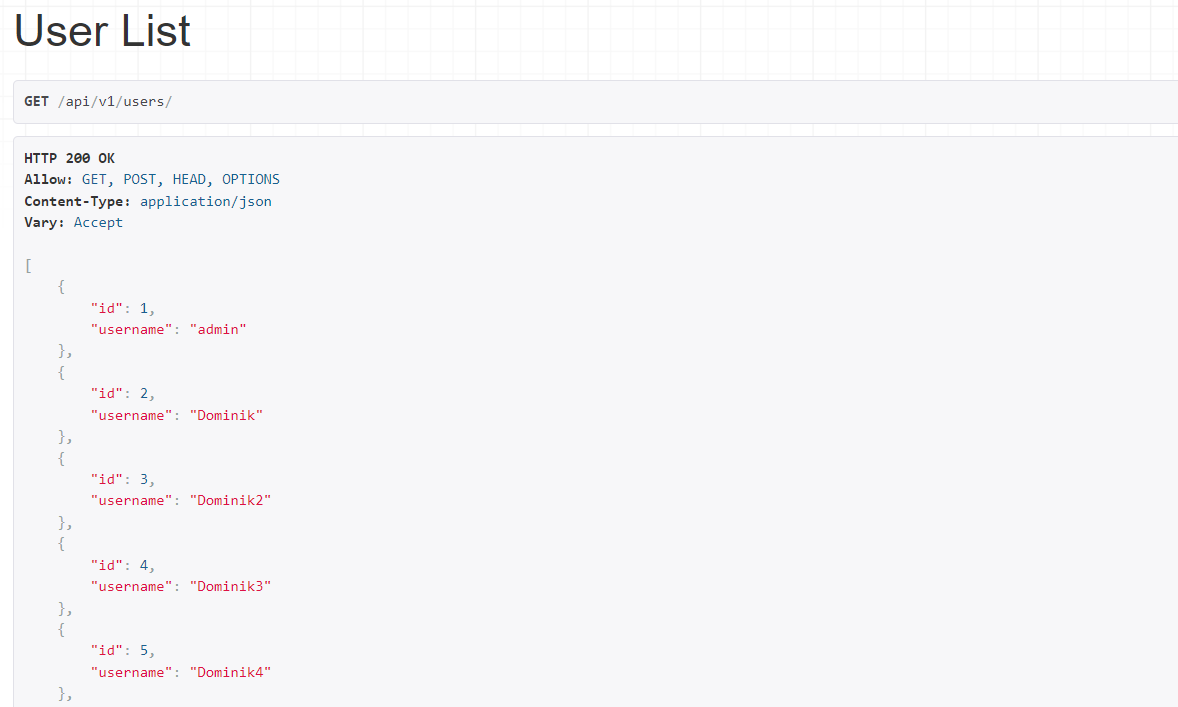 User List
GET /api/v1/users/
HTTP 200 OK
Allow: GET, POST, HEAD, OPTIONS
Content-Type: application/json
Vary: Accept
[
    {
        "id": 1,
        "username": "admin"
    },
    {
        "id": 2,
        "username": "Dominik"
    },
    {
        "id": 3,
        "username": "Dominik2"
    },
    {
        "id": 4,
        "username": "Dominik3"
    },
    {
        "id": 5,
        "username": "Dominik4"
    },